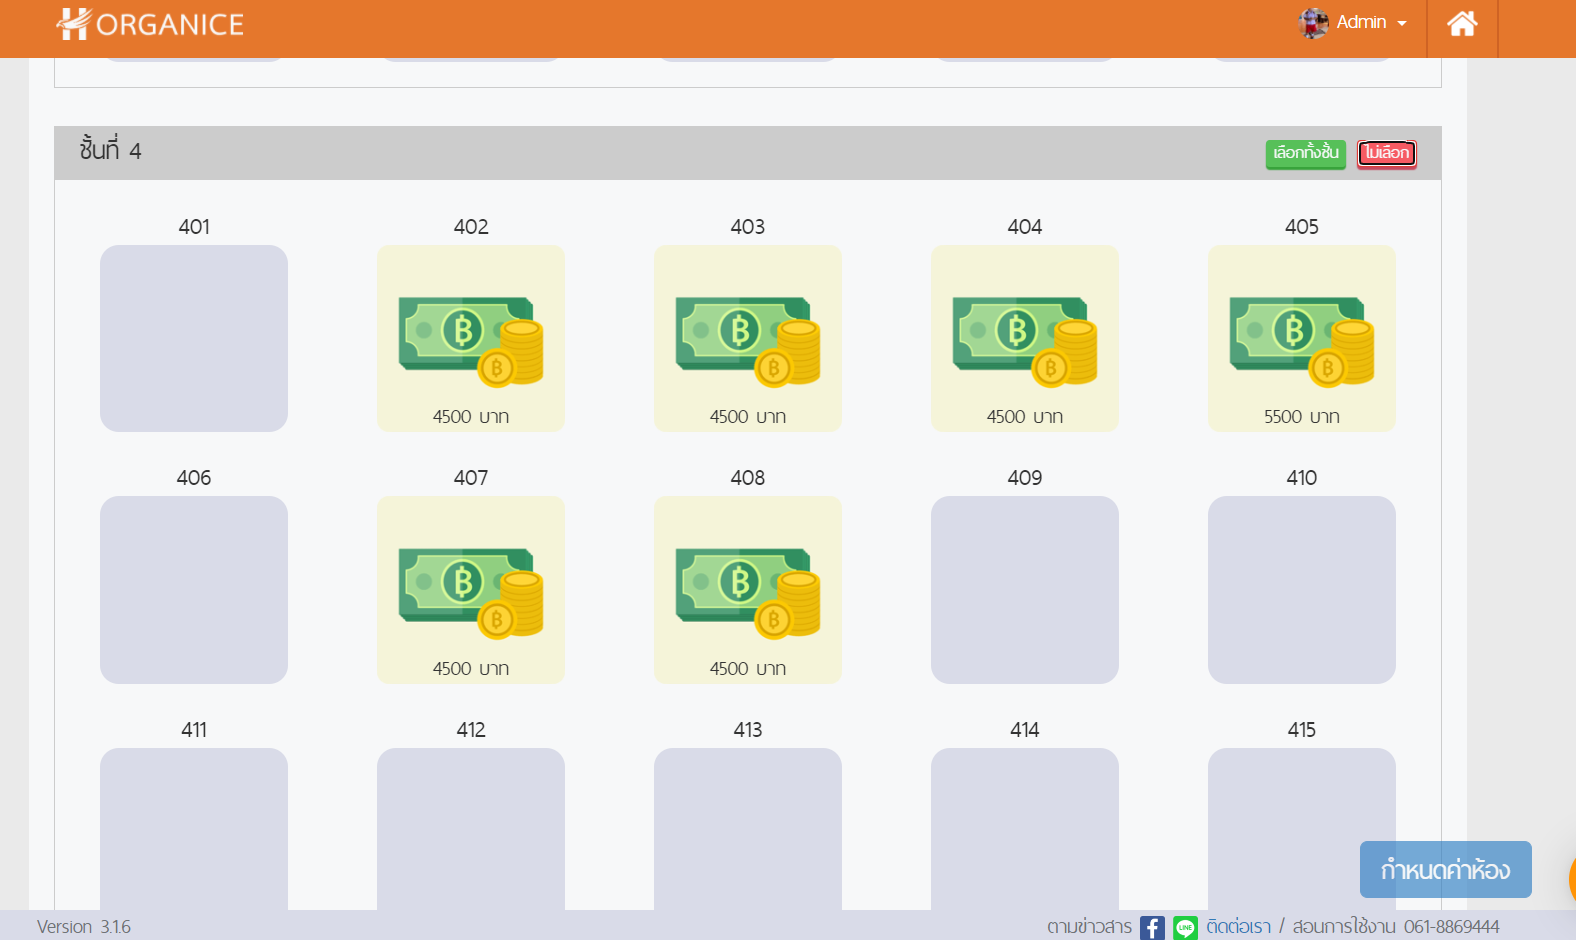 HORGANICE
Admin
ชั้นที่ 4
เลือกทั้งชั้น ไม่เลือก
401 402 403 404 405
4500 บาท 4500 บาท 4500 บาท 5500 บาท
406 407 408 409 410
4500 บาท 4500 บาท
411 412 413 414 415
กำหนดค่าห้อง
Version 3.1.6 ตามข่าวสาร LINE ติดต่อเรา / สอนการใช้งาน 061-8869444